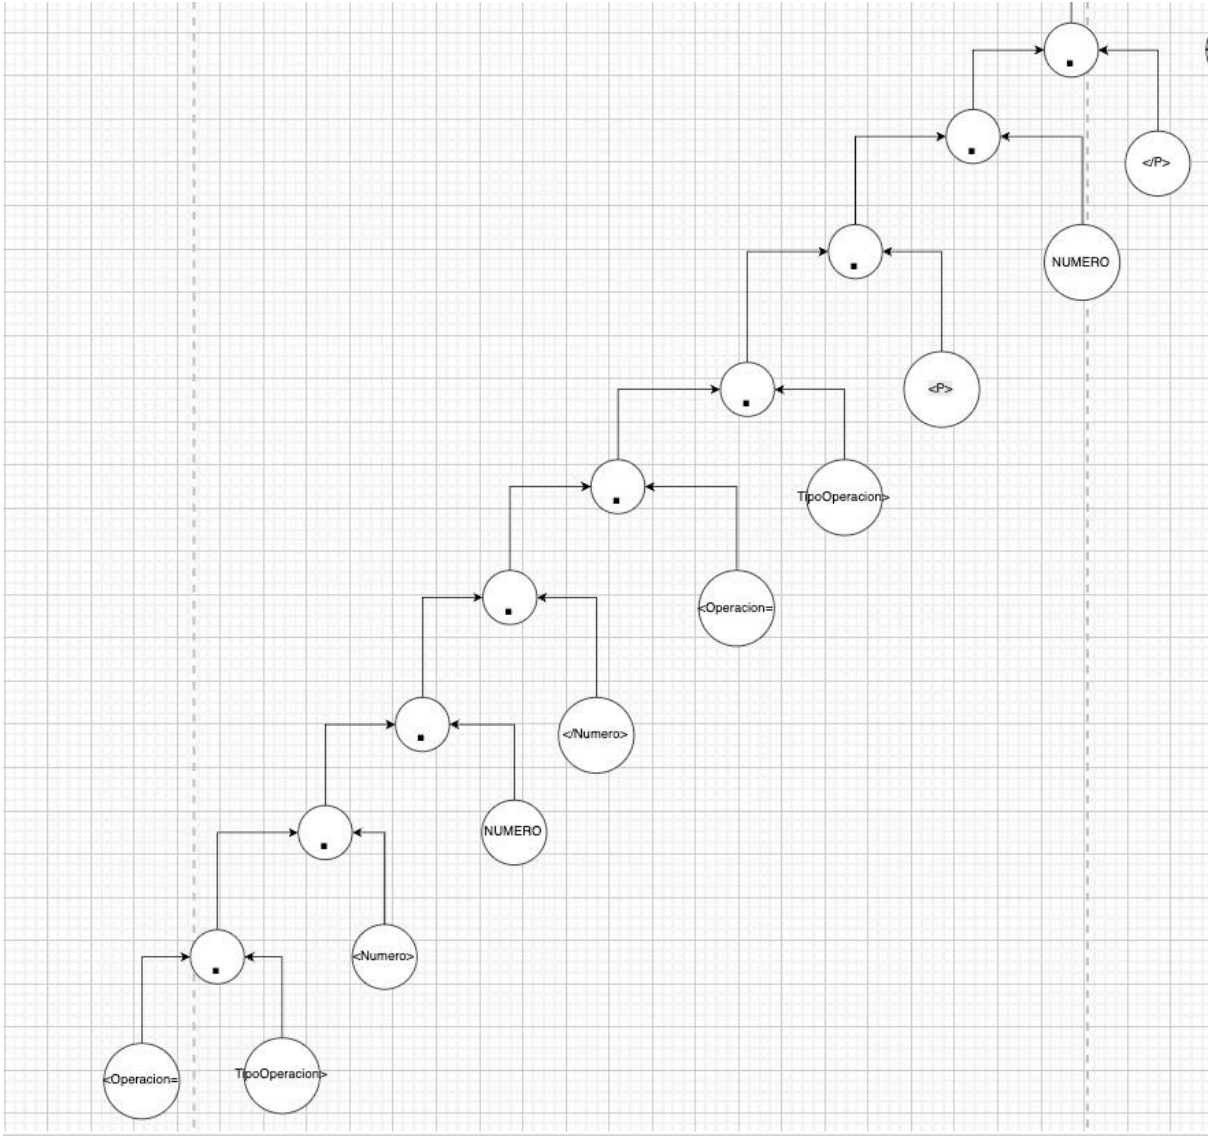 .
.
</P>
.
NUMERO
.
<P>
.
TipoOperacion>
.
<Operacion=
.
</Numero>
.
NUMERO
.
<Numero>
.
<Operacion=
TipoOperacion>